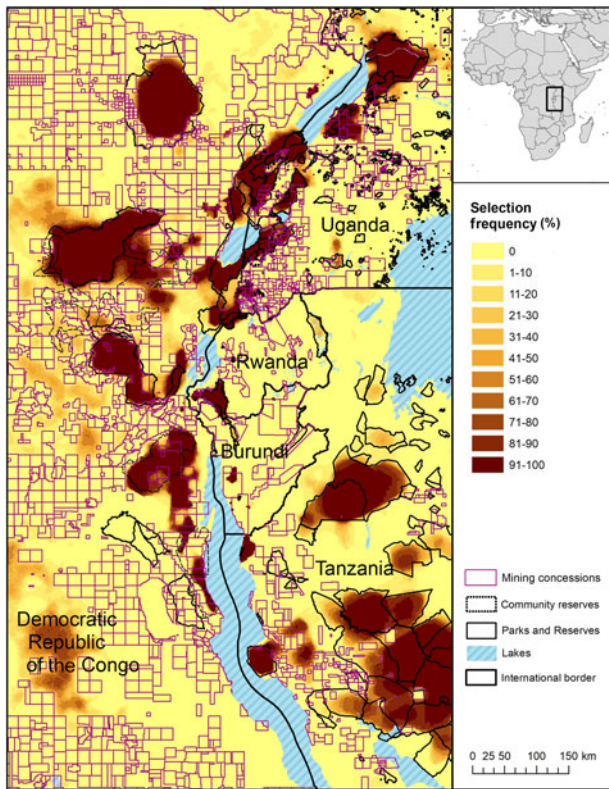 Uganda
Rwanda
Burundi
Tanzania
Democratic
Republic
of the Congo
Selection
frequency (%)
0
1-10
11-20
21-30
31-40
41-50
51-60
61-70
71-80
81-90
91-100
Mining concessions
Community reserves
Parks and Reserves
Lakes
International border
0 25 50 100 150 km